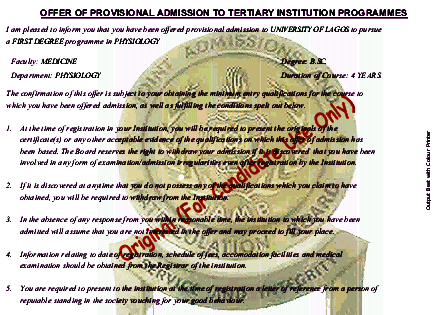 OFFER OF PROVISIONAL ADMISSION TO TERTIARY INSTITUTION PROGRAMMES
I am pleased to inform you that you have been offered provisional admission to UNIVERSITY OF LAGOS to pursue
a FIRST DEGREE programme in PHYSIOLOGY
Faculty: MEDICINE Degree: B.SC.
Department: PHYSIOLOGY Duration of Course: 4 YEARS
The confirmation of this offer is subject to your obtaining the minimum entry qualifications for the course to
which you have been offered admission, as well as fulfilling the conditions spelt out below.
1. At the time of registration in your Institution, you will be required to present the originals of the
certificate(s) or any other acceptable evidence of the qualifications on which this offer of admission has
been based. The Board reserves the right to withdraw your admission if it is discovered that you have been
involved in any form of examination/admission irregularities even after registration by the Institution.
2. If it is discovered at anytime that you do not possess any of the qualifications which you claim to have
obtained, you will be required to withdraw from the Institution.
3. In the absence of any response from you within reasonable time, the institution to which you have been
admitted will assume that you are not interested in the offer and may proceed to fill your place.
4. Information relating to date of registration, schedule of fees, accomodation facilities and medical
examination should be obtained from the Registrar of the institution.
5. You are required to present to the institution at the time of registration a letter of reference from a person of
reputable standing in the society vouching for your good behaviour.
Original (For Candidate Use Only)
Output Best with Colour Printer